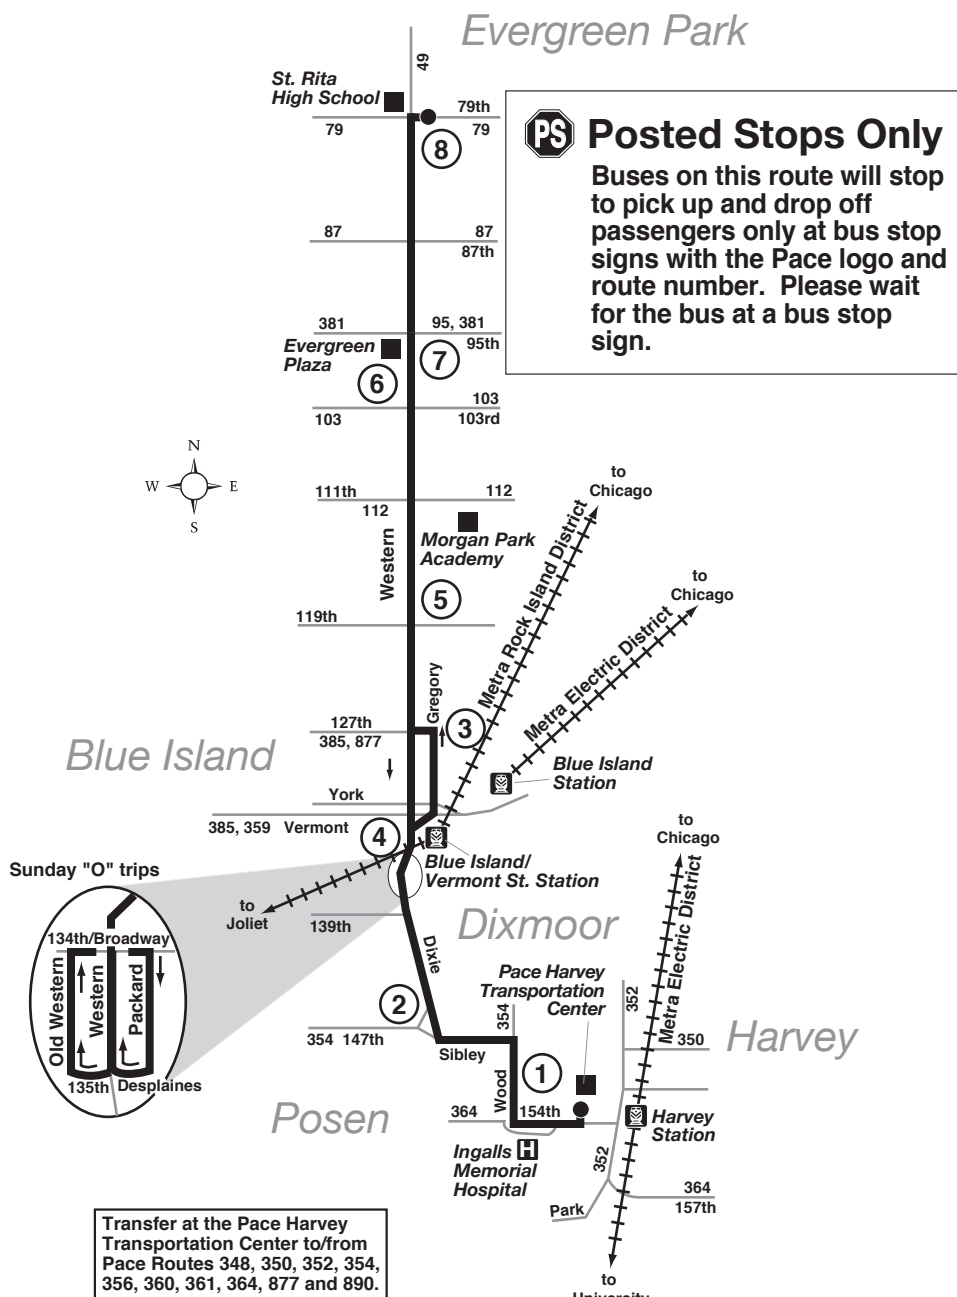 Evergreen Park
49
St. Rita
High School
79th
79
79
8
PS Posted Stops Only
Buses on this route will stop
to pick up and drop off
passengers only at bus stop
signs with the Pace logo and
route number.  Please wait
for the bus at a bus stop
sign.
87
87
87th
381
95, 381
95th
Evergreen
Plaza
7
6
103
103
103rd
N
W
E
S
111th
112
112
Western
Morgan Park
Academy
5
119th
to
Chicago
Metra Rock Island District
to
Chicago
Metra Electric District
Gregory
127th
385, 877
3
Blue Island
Blue Island
Station
York
385, 359
Vermont
4
Blue Island/
Vermont St. Station
to
Chicago
Metra Electric District
Sunday "O" trips
to
Joliet
139th
Dixmoor
Dixie
134th/Broadway
Old Western
Western
Packard
135th
Desplaines
2
354
147th
Sibley
354
Pace Harvey
Transportation
Center
352
350
Harvey
1
Wood
Posen
364
154th
Harvey
Station
Ingalls
H
Memorial
Hospital
352
364
157th
Park
Transfer at the Pace Harvey
Transportation Center to/from
Pace Routes 348, 350, 352, 354,
356, 360, 361, 364, 877 and 890.
to
University